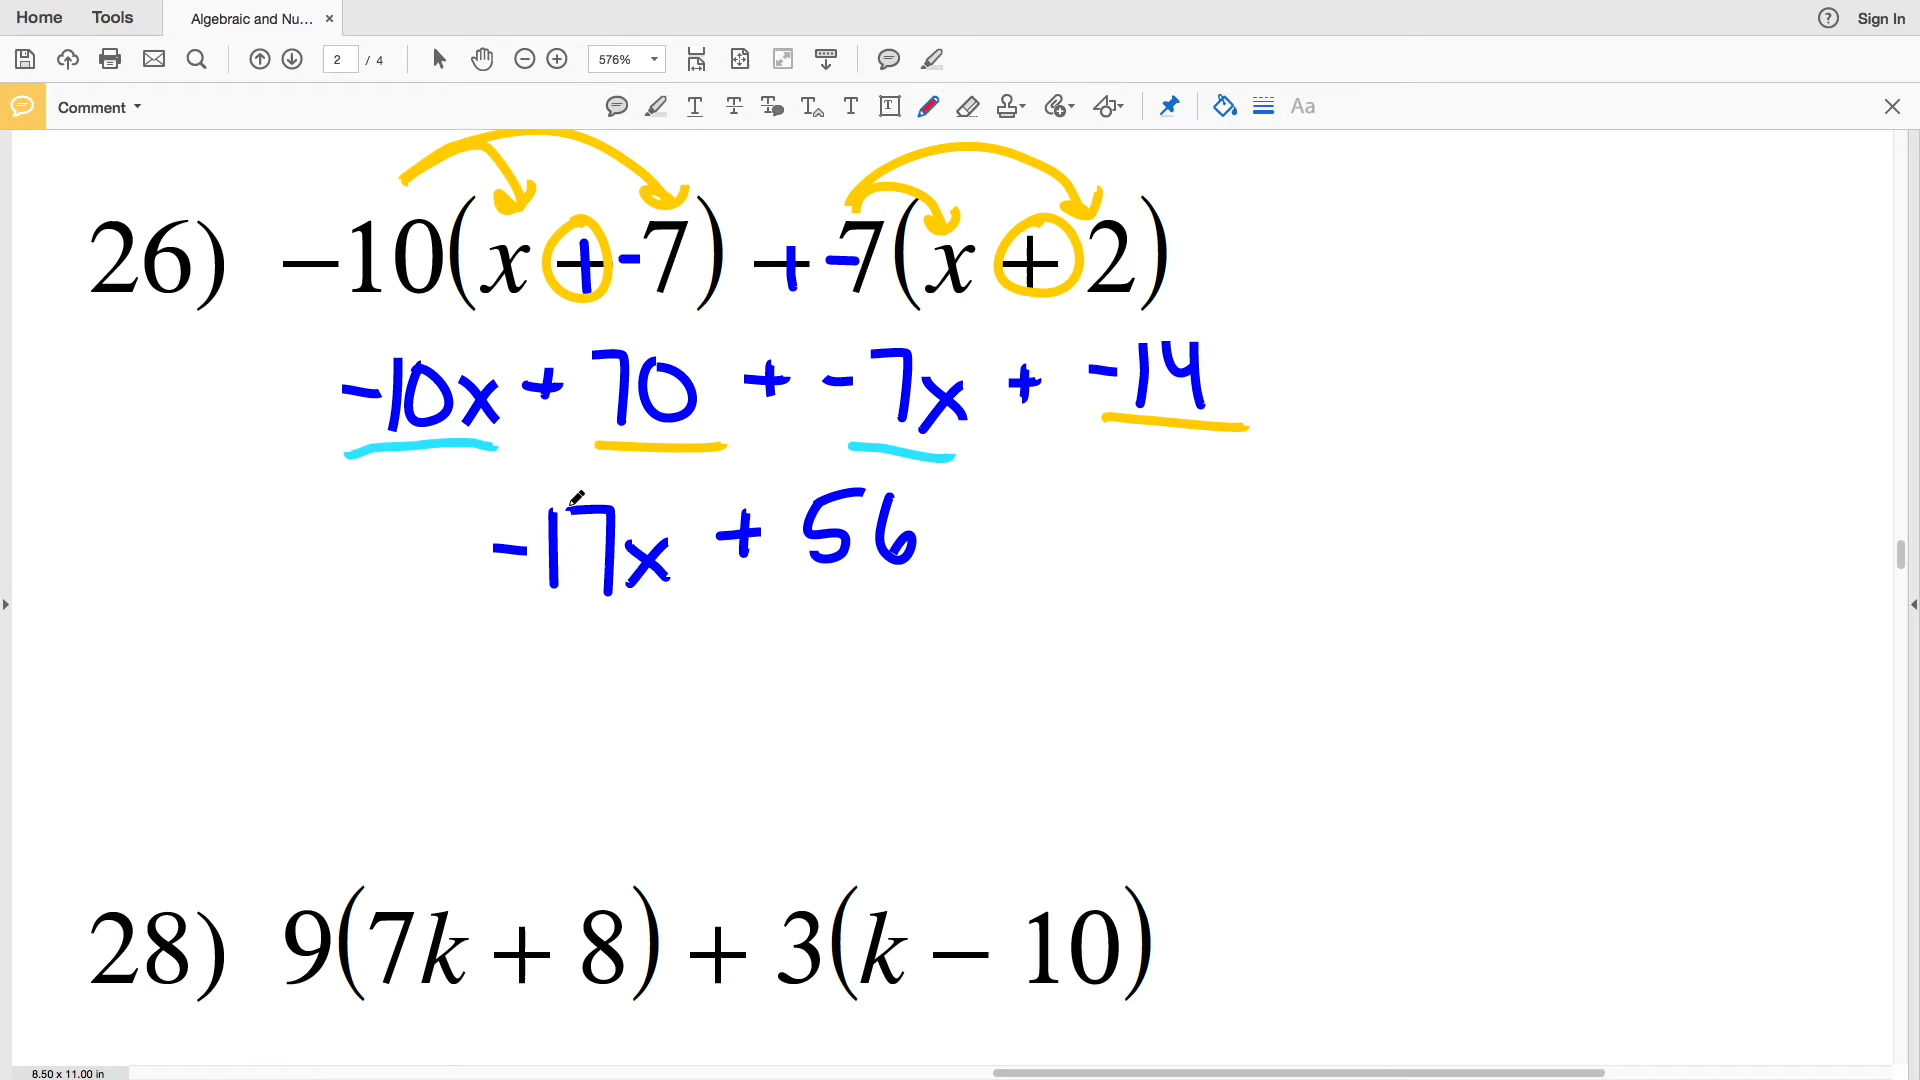 Home Tools Algebraic and Nu... × ? Sign In
2 / 4 576%
Comment Aa
26) −10(x + -7) + -7(x + 2)
-10x + 70 + -7x + -14
-17x + 56
28) 9(7k + 8) + 3(k − 10)
8.50 x 11.00 in